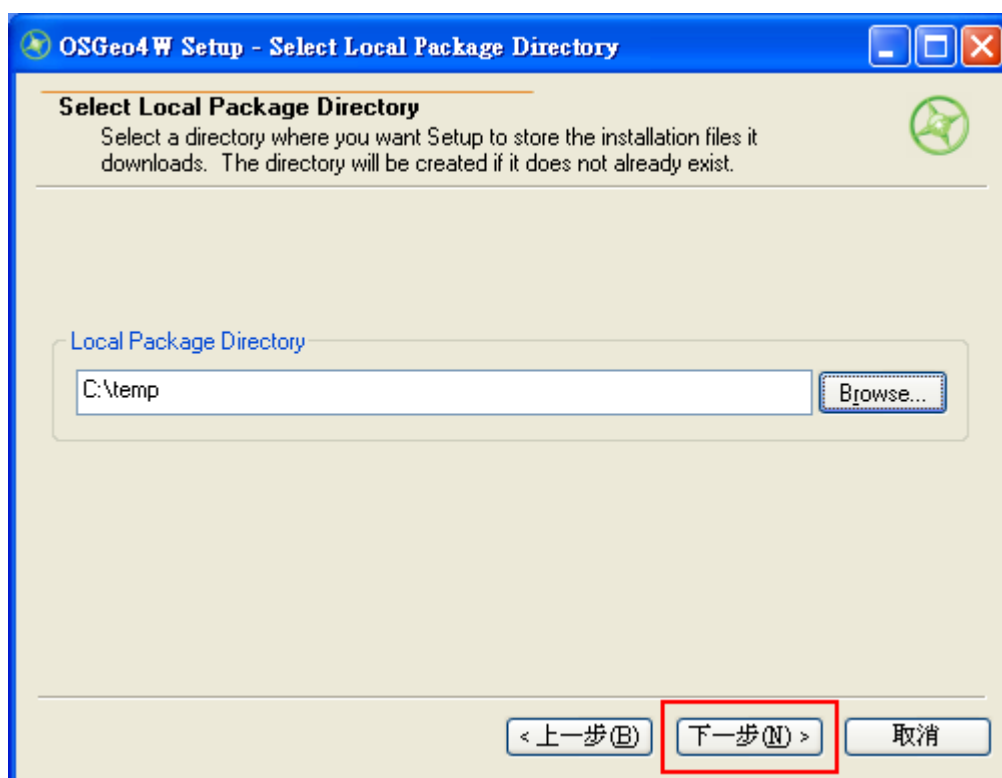 OSGeo4W Setup - Select Local Package Directory
Select Local Package Directory
Select a directory where you want Setup to store the installation files it
downloads.  The directory will be created if it does not already exist.
Local Package Directory
C:\temp
Browse...
< 上一步(B)
下一步(N) >
取消